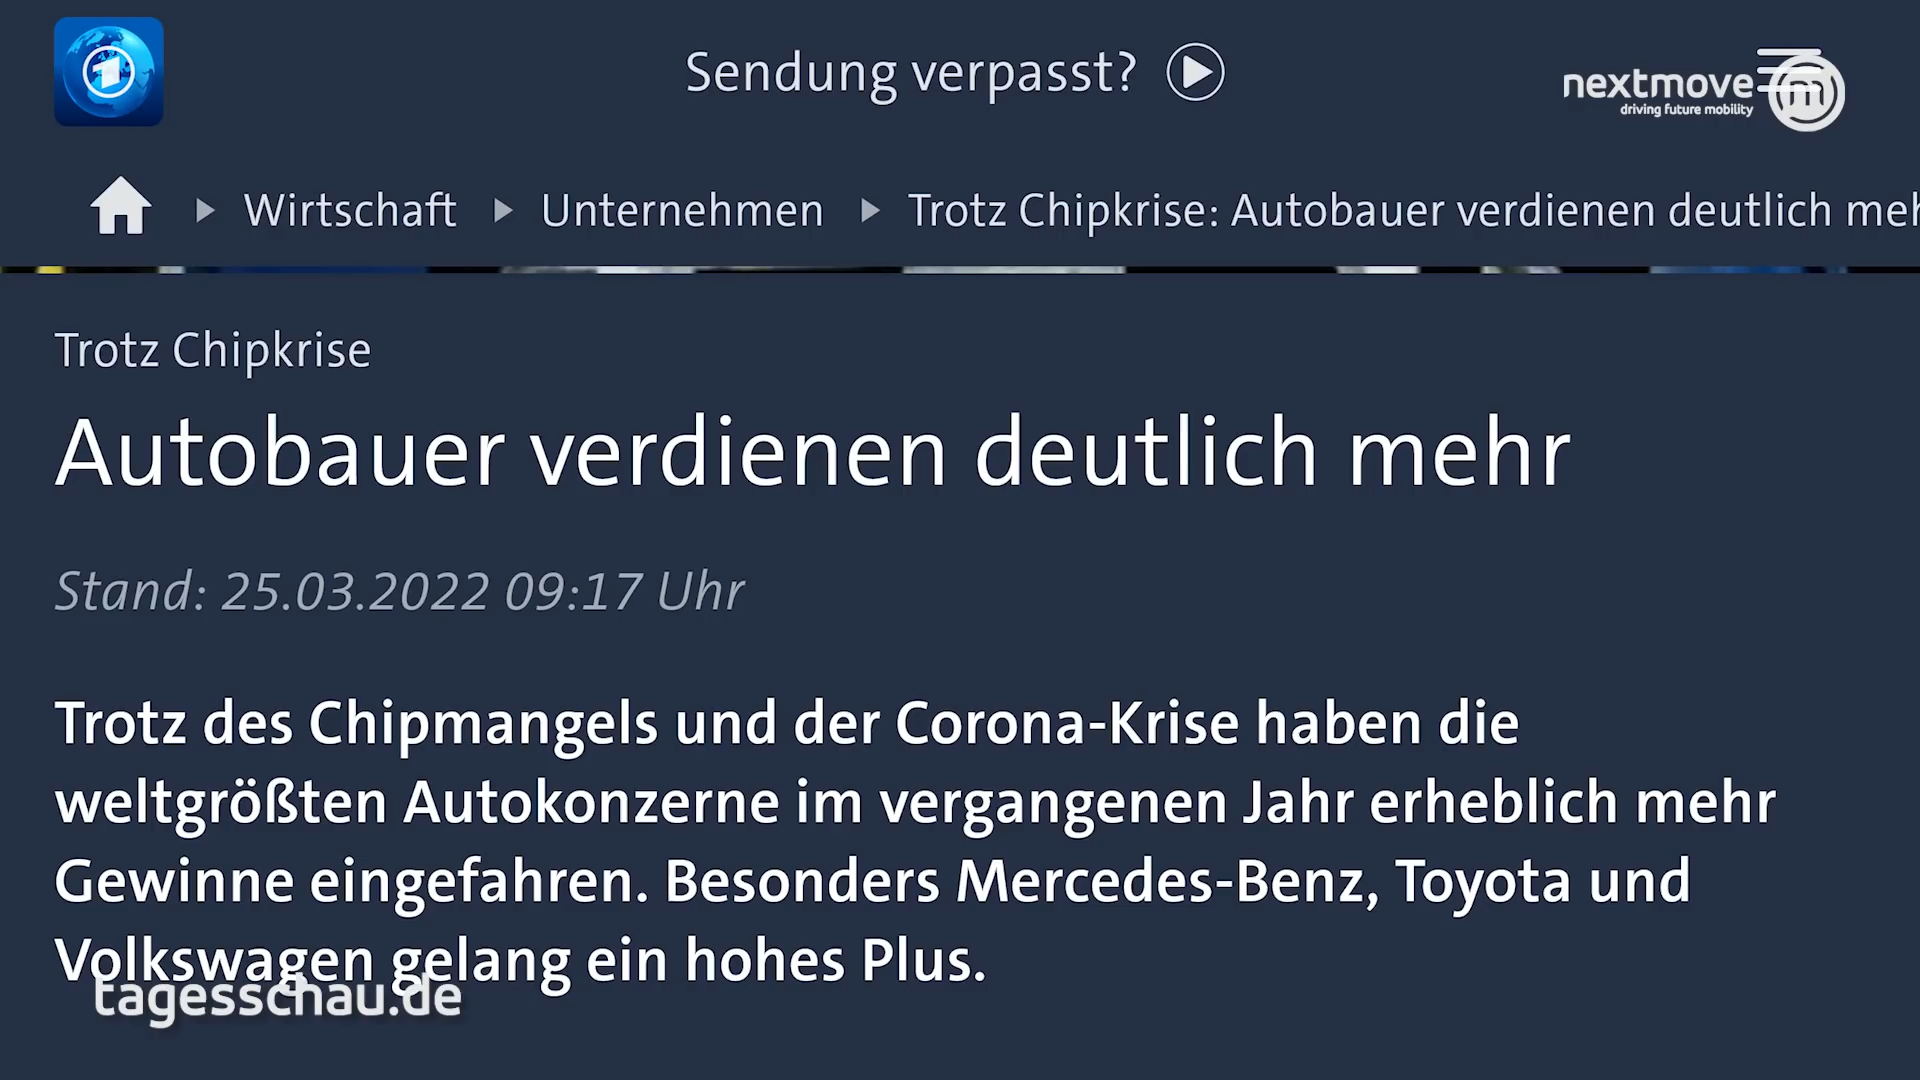 Sendung verpasst?
nextmove
driving future mobility
Wirtschaft Unternehmen Trotz Chipkrise: Autobauer verdienen deutlich meh
Trotz Chipkrise
Autobauer verdienen deutlich mehr
Stand: 25.03.2022 09:17 Uhr
Trotz des Chipmangels und der Corona-Krise haben die
weltgrößten Autokonzerne im vergangenen Jahr erheblich mehr
Gewinne eingefahren. Besonders Mercedes-Benz, Toyota und
Volkswagen gelang ein hohes Plus.
tagesschau.de